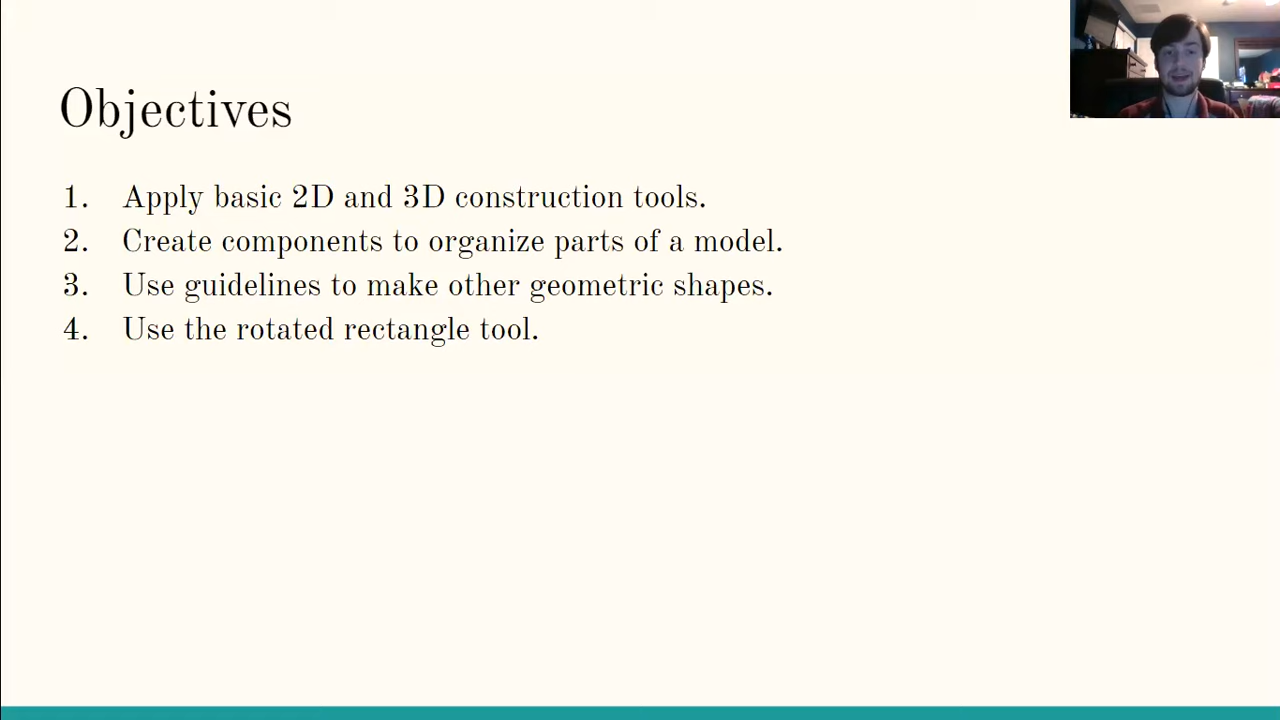 Objectives
1. Apply basic 2D and 3D construction tools.
2. Create components to organize parts of a model.
3. Use guidelines to make other geometric shapes.
4. Use the rotated rectangle tool.